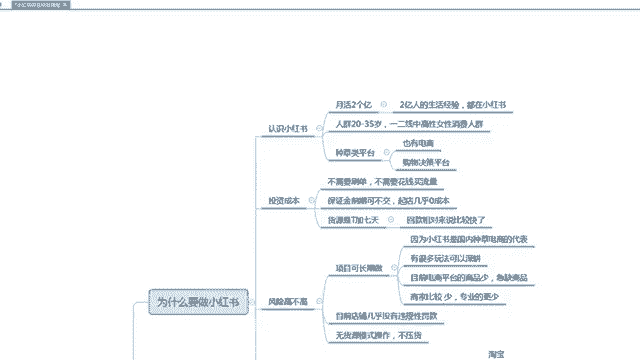 月活2个亿
2亿人的生活经验，都在小红书
认识小红书
人群20-35岁，一二线中高性女性消费人群
种草类平台
也有电商
购物决策平台
不需要刷单，不需要花钱买流量
投资成本
保证金前期可不交，起店几乎0成本
货源是T加七天
回款相对来说比较快了
因为小红书是国内种草电商的代表
有很多玩法可以深耕
项目可长期做
目前电商平台的商品少，急缺商品
商家比较少，专业的更少
为什么要做小红书
风险高不高
目前店铺几乎没有违规性罚款
无货源模式操作，不压货
淘宝